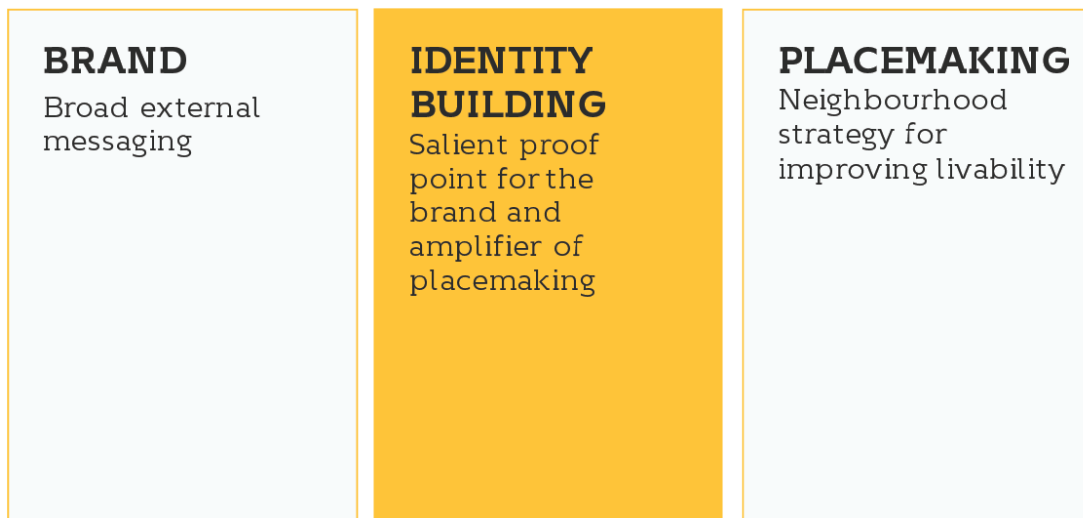 BRAND
Broad external
messaging
IDENTITY
BUILDING
Salient proof
point for the
brand and
amplifier of
placemaking
PLACEMAKING
Neighbourhood
strategy for
improving livability